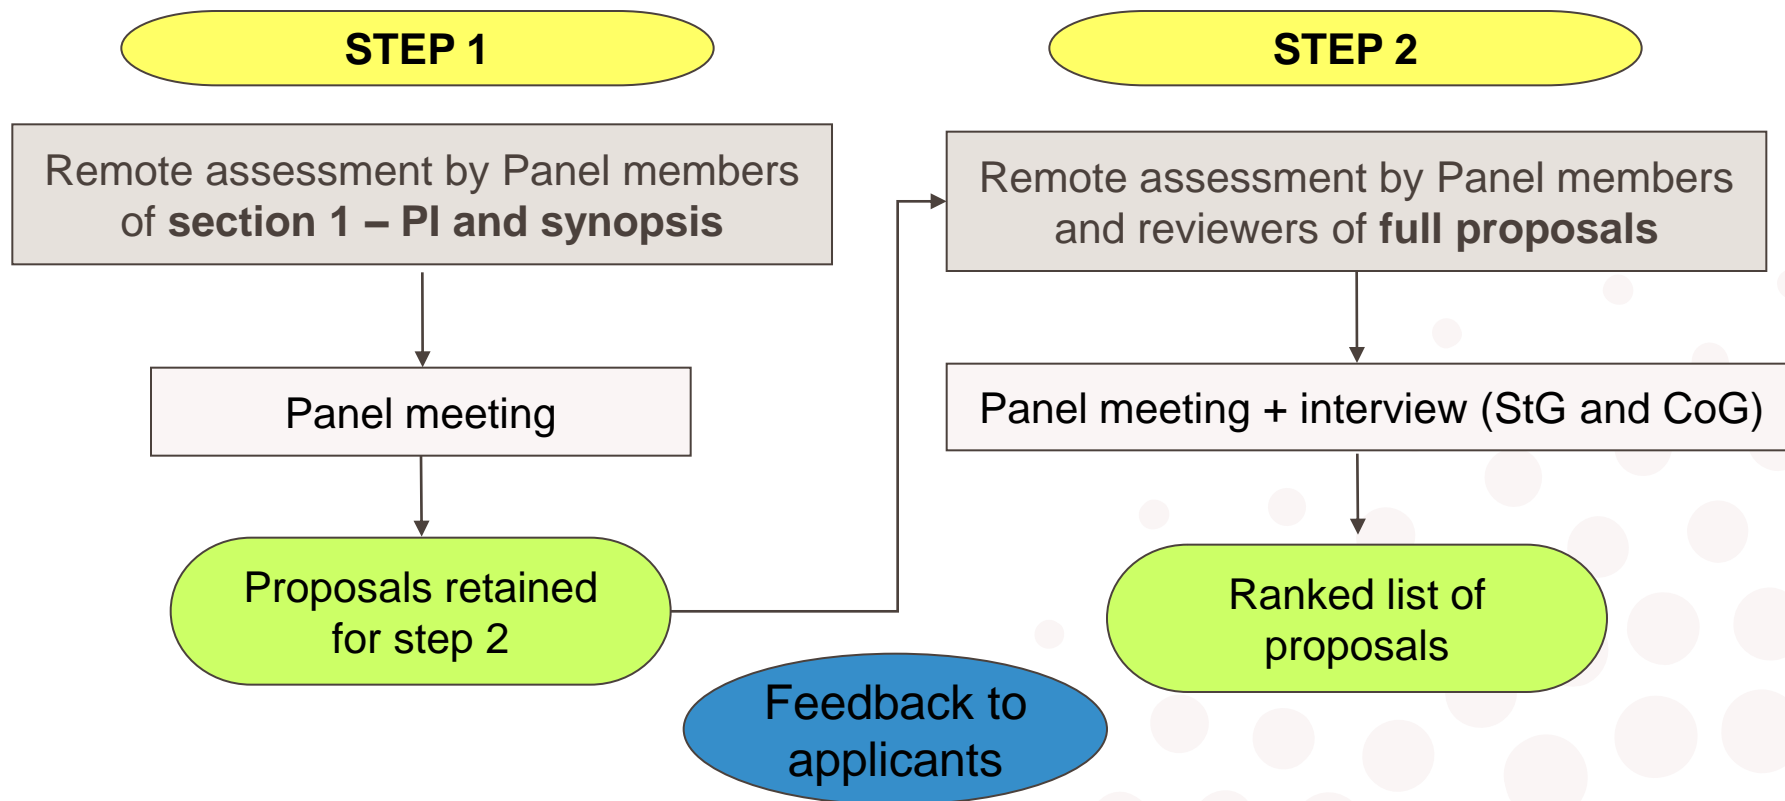 STEP 1
Remote assessment by Panel members
of section 1 – PI and synopsis
Panel meeting
Proposals retained
for step 2
STEP 2
Remote assessment by Panel members
and reviewers of full proposals
Panel meeting + interview (StG and CoG)
Ranked list of
proposals
Feedback to
applicants